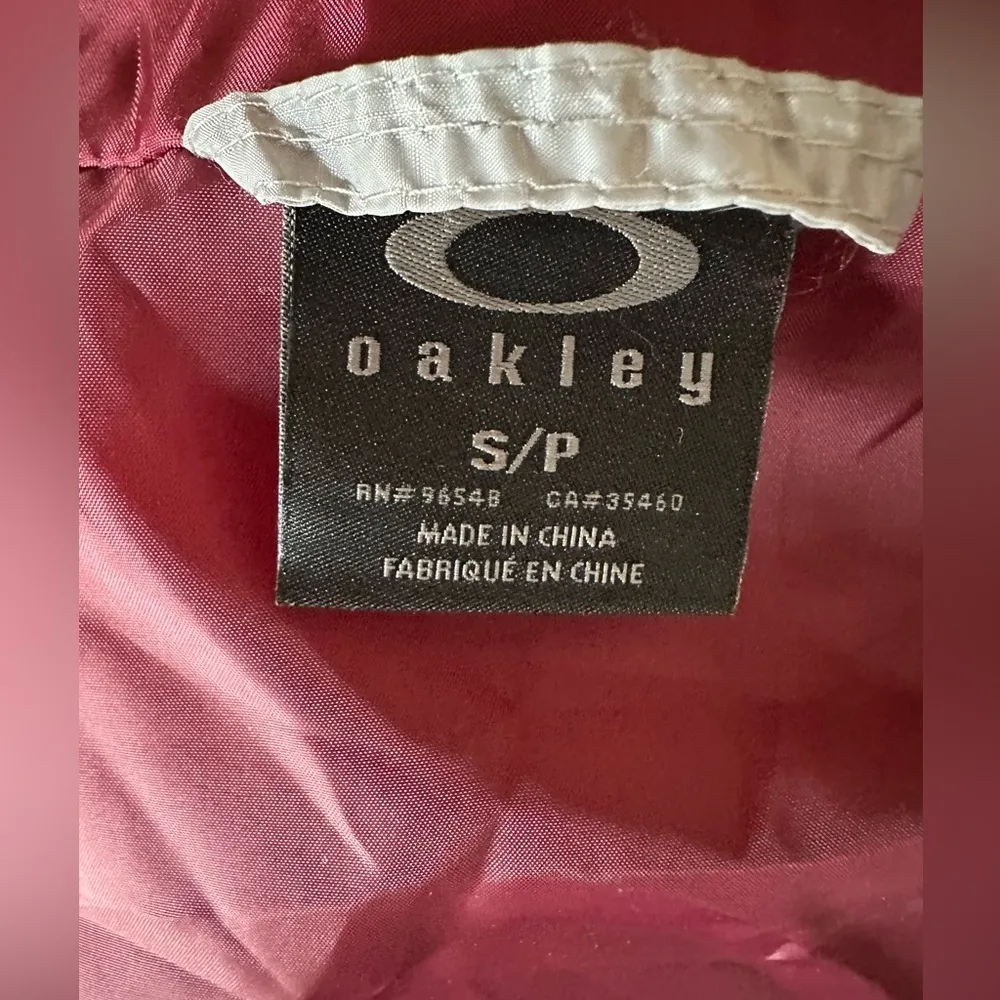 oakley
S/P
RN#96548 CA#35460
MADE IN CHINA
FABRIQUÉ EN CHINE